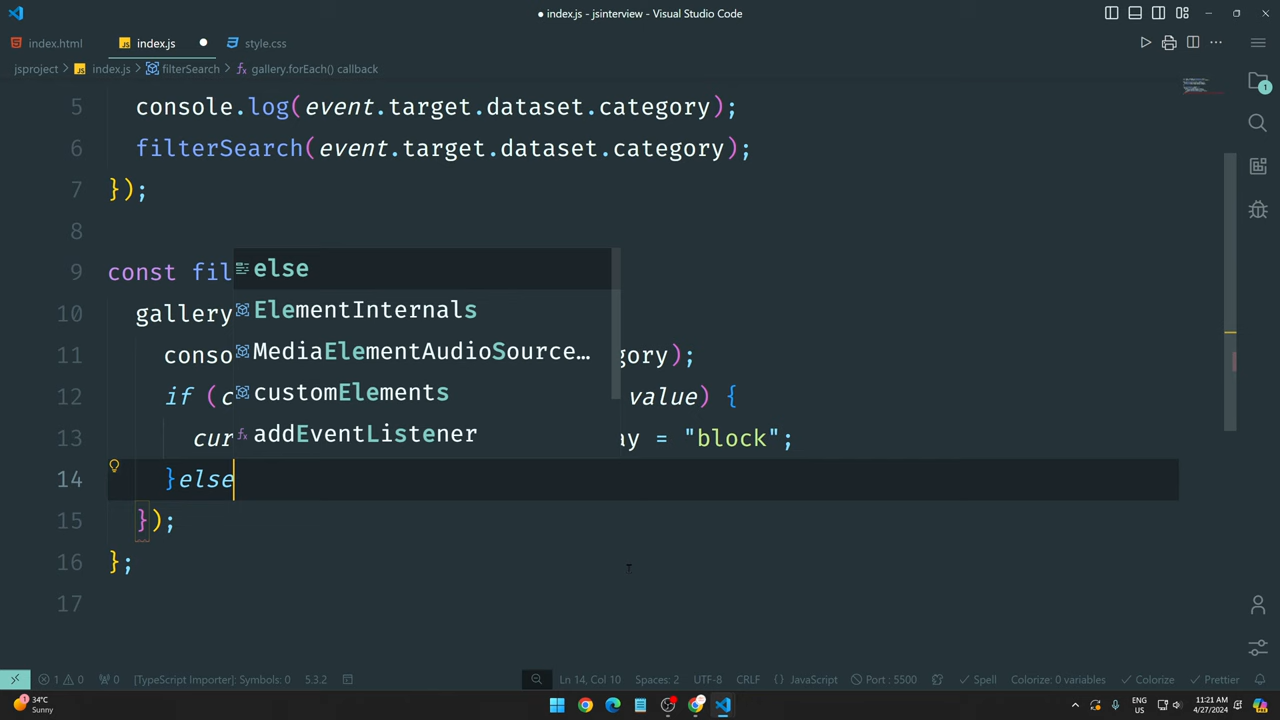 index.js - jsinterview - Visual Studio Code
index.html
index.js
style.css
jsproject > index.js > filterSearch > gallery.forEach() callback
5 console.log(event.target.dataset.category);
6 filterSearch(event.target.dataset.category);
7 });
8
9 const fil
else
10 gallery
ElementInternals
11 conso gory);
MediaElementAudioSource…
12 if (c value) {
customElements
13 cur ay = "block";
addEventListener
14 }else
15 });
16 };
17
1 0 0 [TypeScript Importer]: Symbols: 0 5.3.2 Ln 14, Col 10 Spaces: 2 UTF-8 CRLF {} JavaScript Port : 5500 Spell Colorize: 0 variables Colorize Prettier
34°C
Sunny
ENG
US
11:21 AM
4/27/2024
1